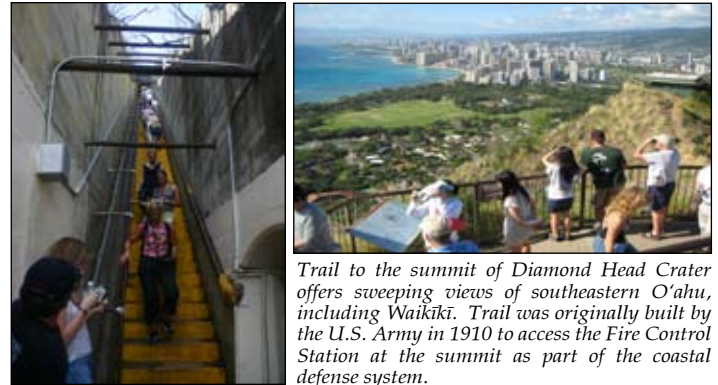 Trail to the summit of Diamond Head Crater
offers sweeping views of southeastern O‘ahu,
including Waikīkī. Trail was originally built by
the U.S. Army in 1910 to access the Fire Control
Station at the summit as part of the coastal
defense system.